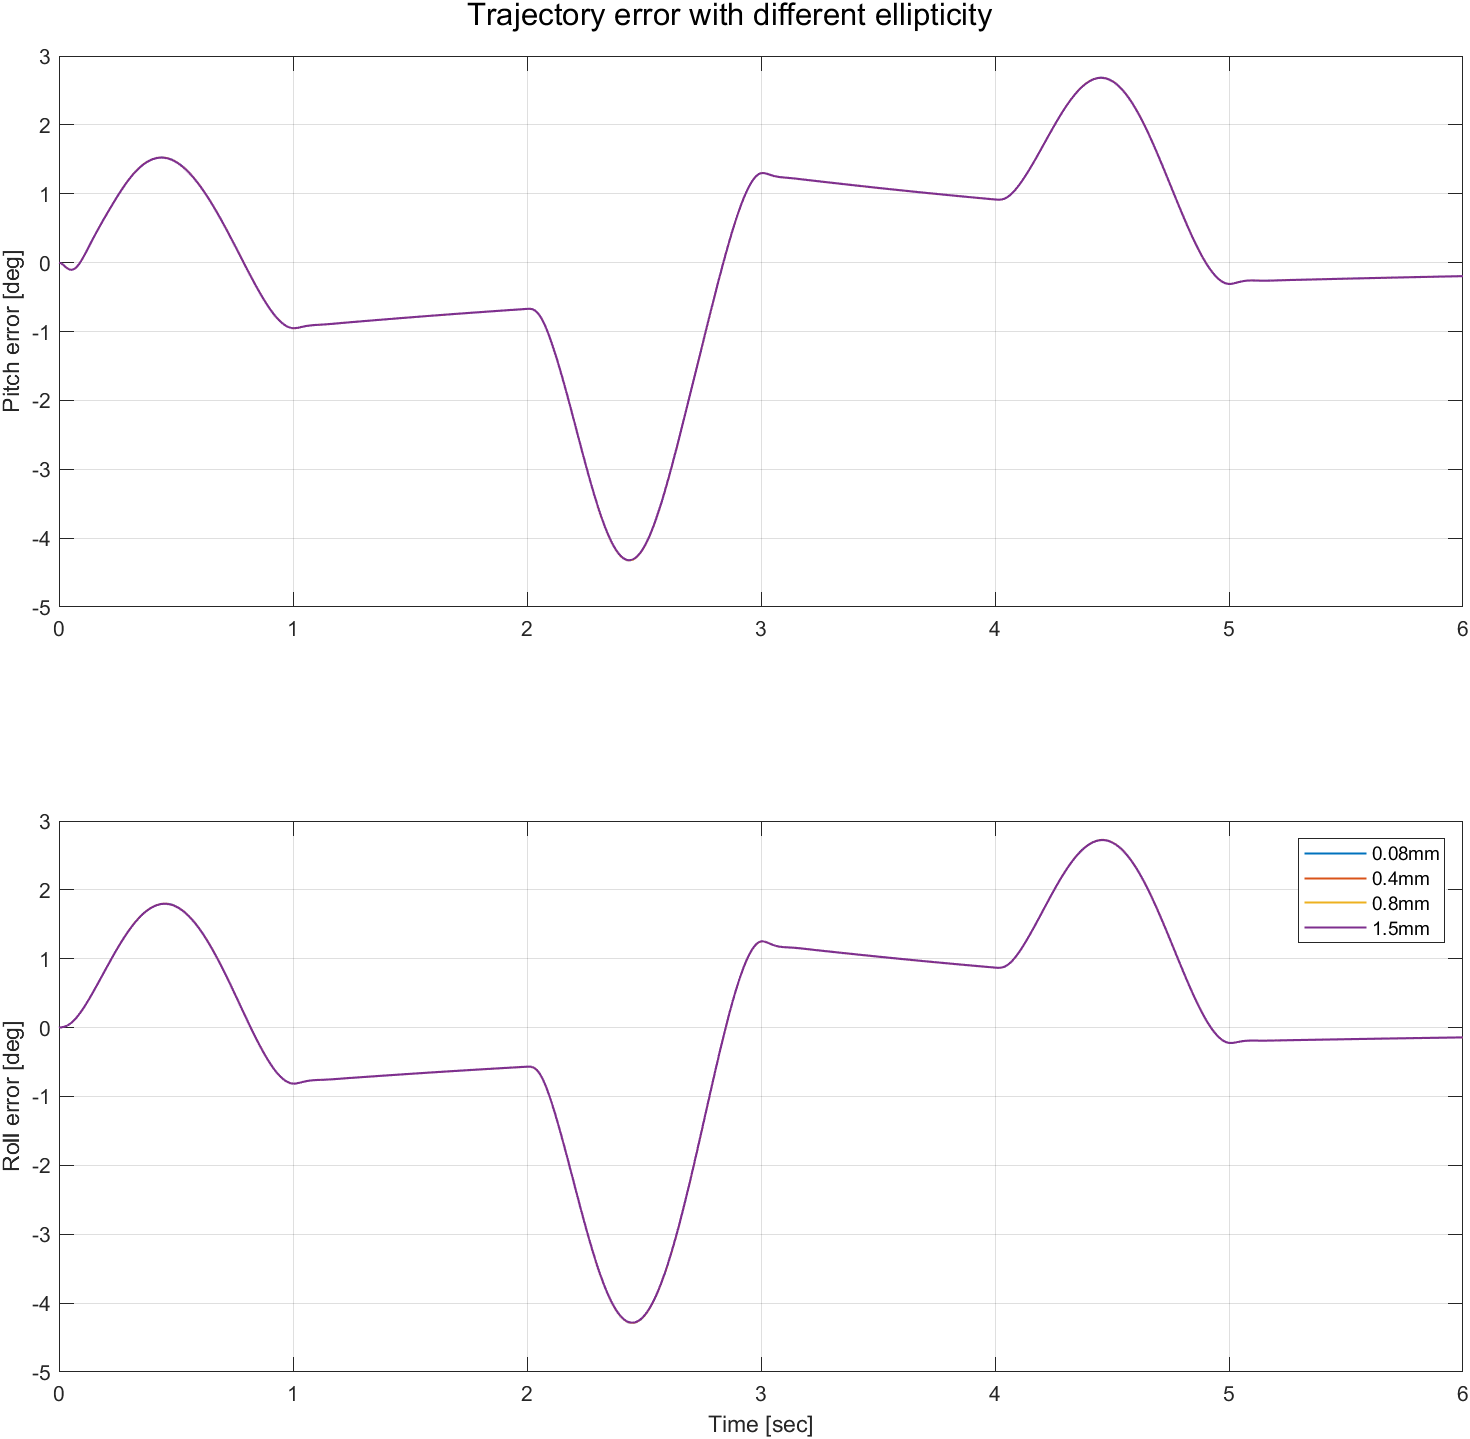 Trajectory error with different ellipticity
3
2
1
0
-1
-2
-3
-4
-5
Pitch error [deg]
0 1 2 3 4 5 6
3
2
1
0
-1
-2
-3
-4
-5
Roll error [deg]
0.08mm
0.4mm
0.8mm
1.5mm
0 1 2 3 4 5 6
Time [sec]